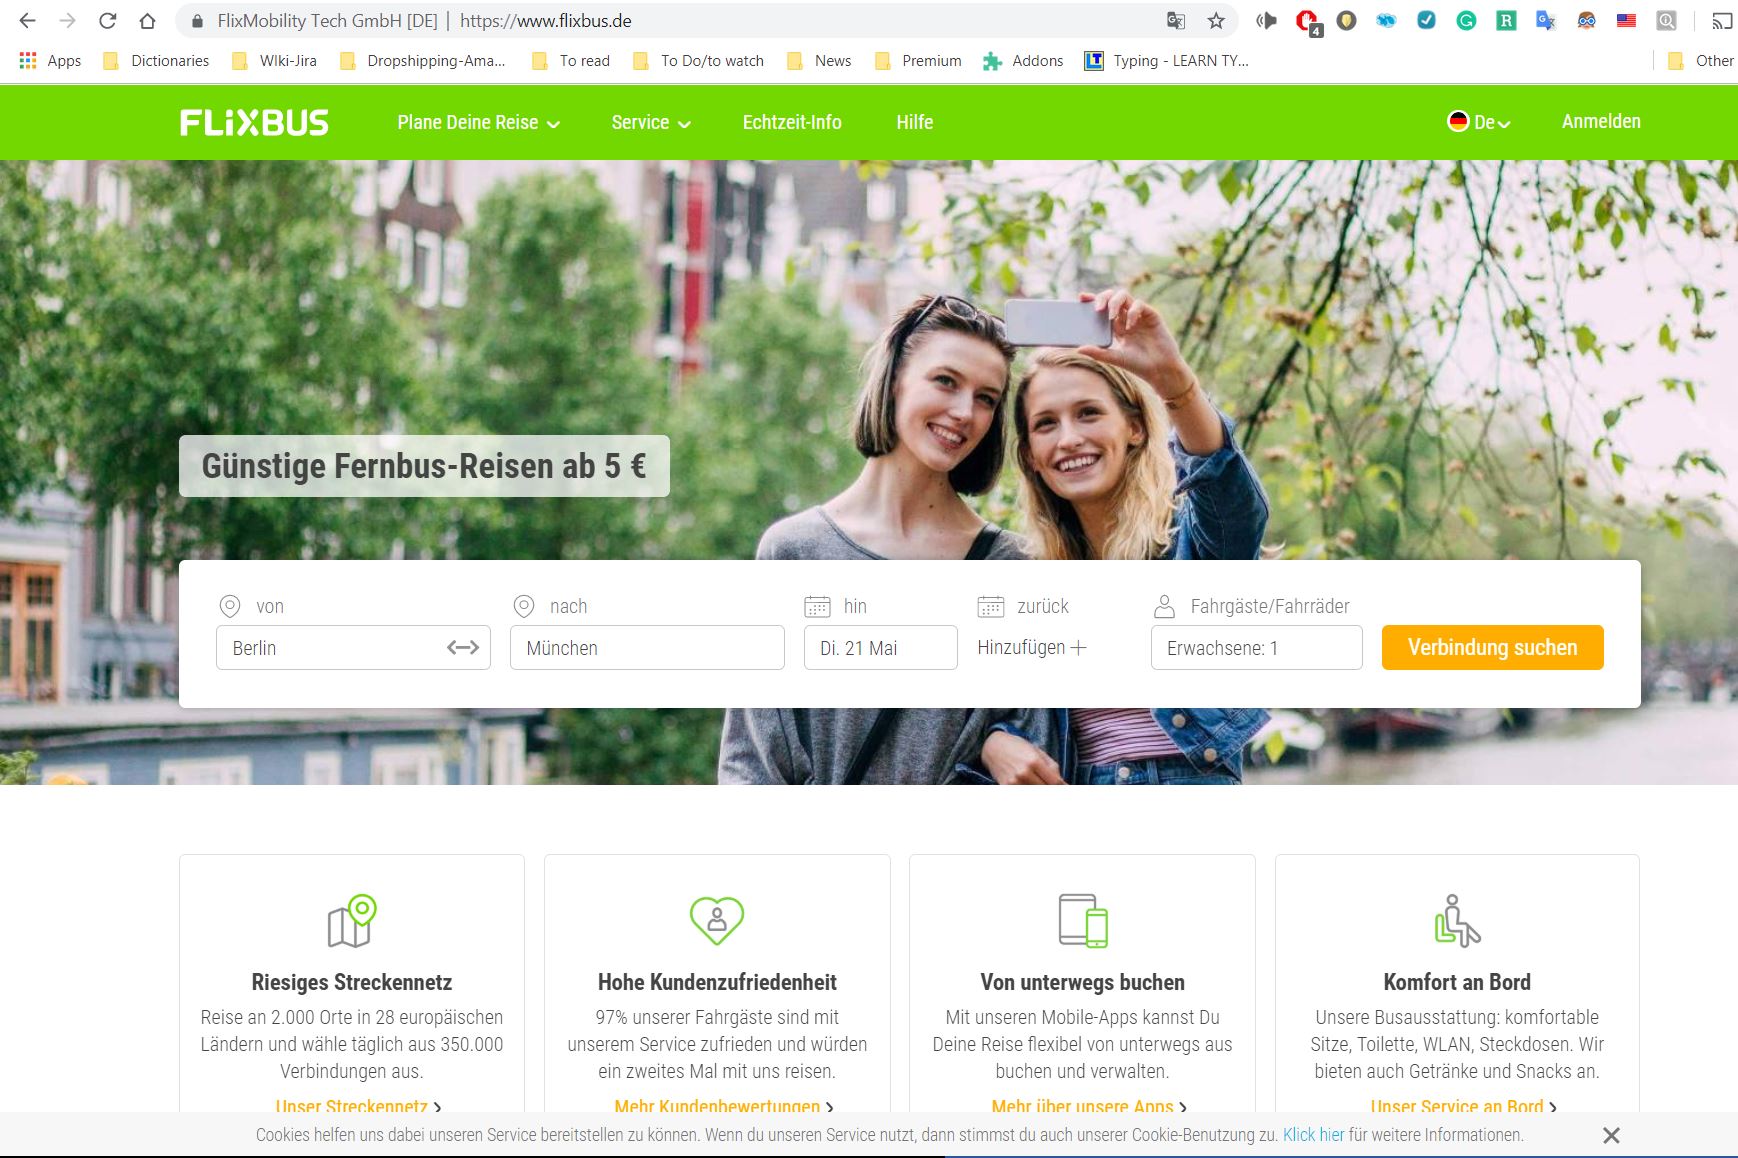 FlixMobility Tech GmbH [DE] | https://www.flixbus.de
4
Apps Dictionaries WIki-Jira Dropshipping-Ama... To read To Do/to watch News Premium Addons Typing - LEARN TY... Other
FLiXBUS Plane Deine Reise Service Echtzeit-Info Hilfe De Anmelden
Günstige Fernbus-Reisen ab 5 €
von nach hin zurück Fahrgäste/Fahrräder
Berlin München Di. 21 Mai Hinzufügen Erwachsene: 1 Verbindung suchen
Riesiges Streckennetz
Reise an 2.000 Orte in 28 europäischen
Ländern und wähle täglich aus 350.000
Verbindungen aus.
Unser Streckennetz
Hohe Kundenzufriedenheit
97% unserer Fahrgäste sind mit
unserem Service zufrieden und würden
ein zweites Mal mit uns reisen.
Mehr Kundenbewertungen
Von unterwegs buchen
Mit unseren Mobile-Apps kannst Du
Deine Reise flexibel von unterwegs aus
buchen und verwalten.
Mehr über unsere Apps
Komfort an Bord
Unsere Busausstattung: komfortable
Sitze, Toilette, WLAN, Steckdosen. Wir
bieten auch Getränke und Snacks an.
Unser Service an Bord
Cookies helfen uns dabei unseren Service bereitstellen zu können. Wenn du unseren Service nutzt, dann stimmst du auch unserer Cookie-Benutzung zu. Klick hier für weitere Informationen.